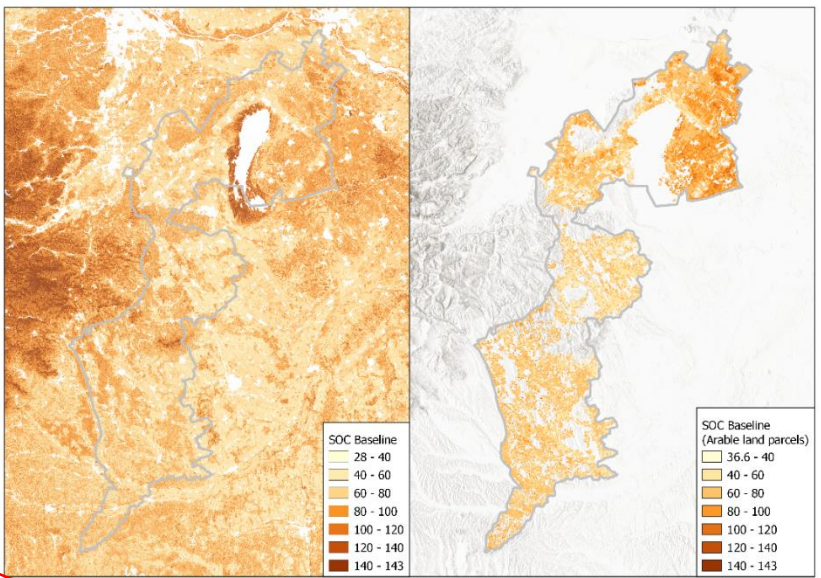 SOC Baseline
28 - 40
40 - 60
60 - 80
80 - 100
100 - 120
120 - 140
140 - 143
SOC Baseline
(Arable land parcels)
36.6 - 40
40 - 60
60 - 80
80 - 100
100 - 120
120 - 140
140 - 143